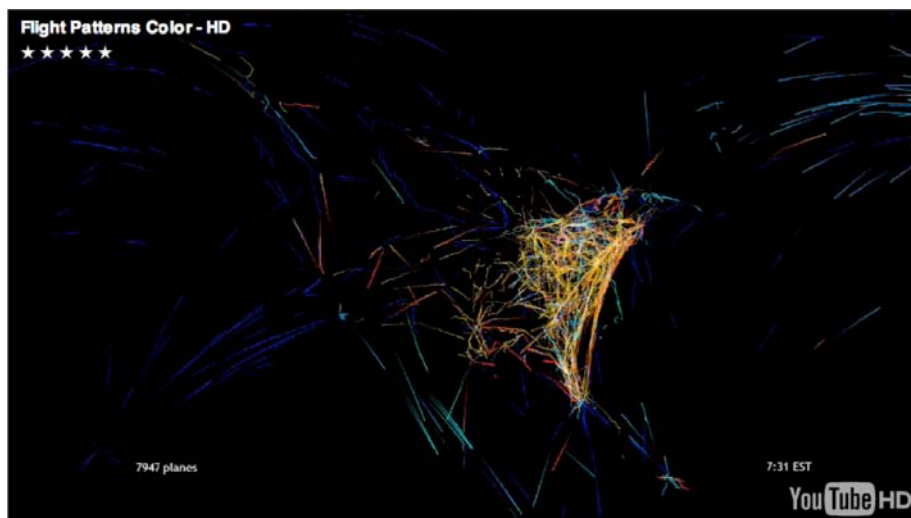 Flight Patterns Color - HD
★★★★★
7947 planes
7:31 EST
YouTube HD